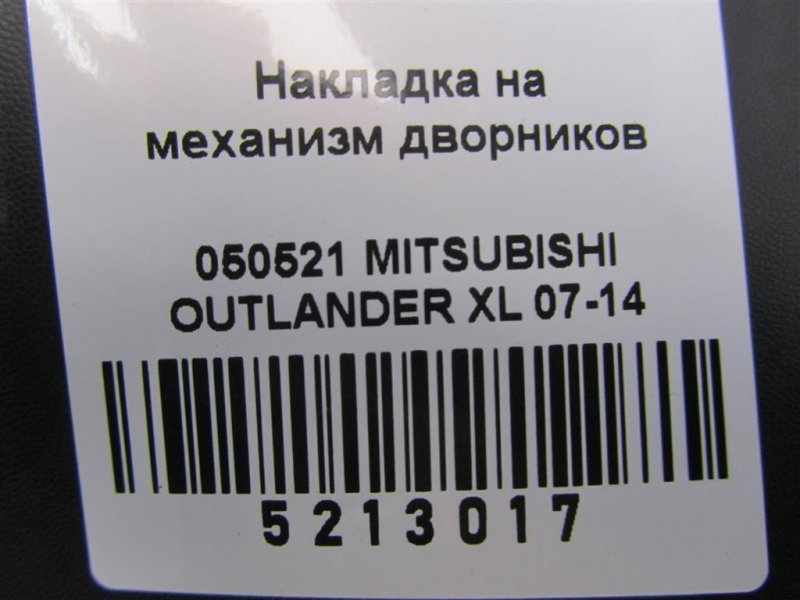 Накладка на
механизм дворников
050521 MITSUBISHI
OUTLANDER XL 07-14
5213017